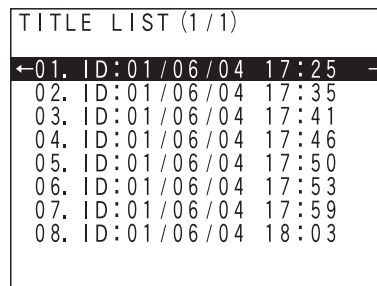 TITLE LIST (1/1)
←01. ID:01/06/04 17:25 –
02. ID:01/06/04 17:35
03. ID:01/06/04 17:41
04. ID:01/06/04 17:46
05. ID:01/06/04 17:50
06. ID:01/06/04 17:53
07. ID:01/06/04 17:59
08. ID:01/06/04 18:03